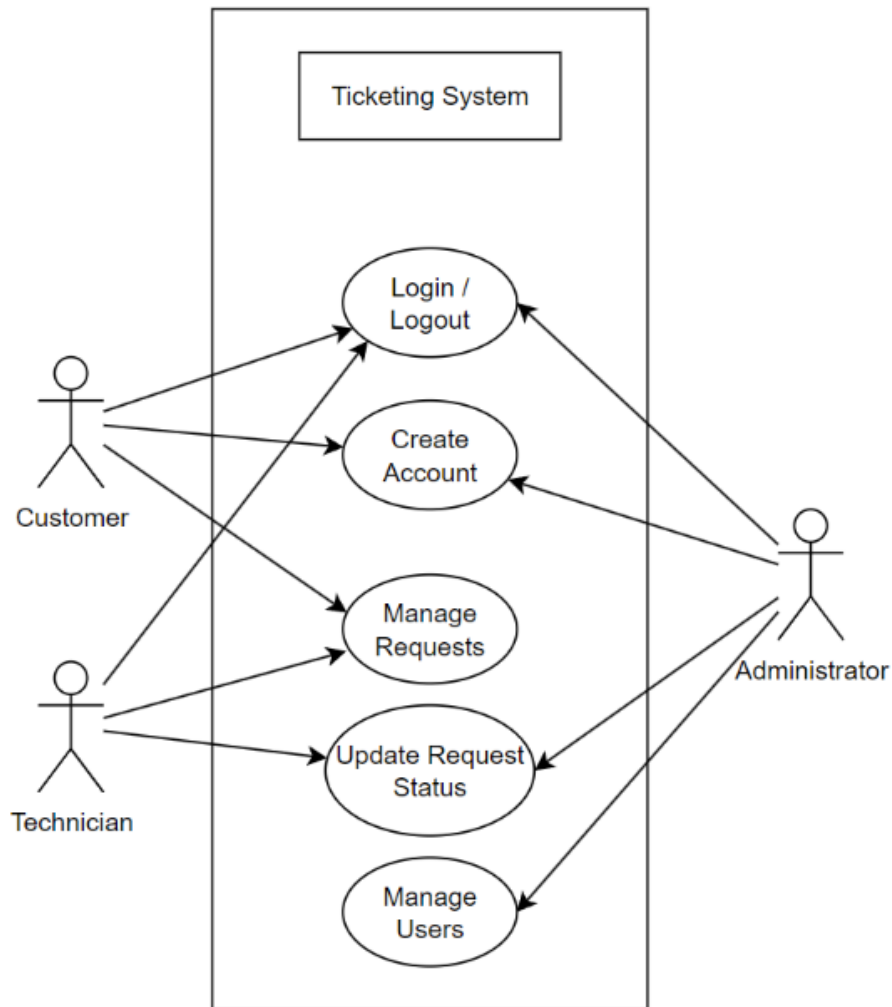 Ticketing System
Login /
Logout
Create
Account
Customer
Manage
Requests
Administrator
Update Request
Status
Technician
Manage
Users